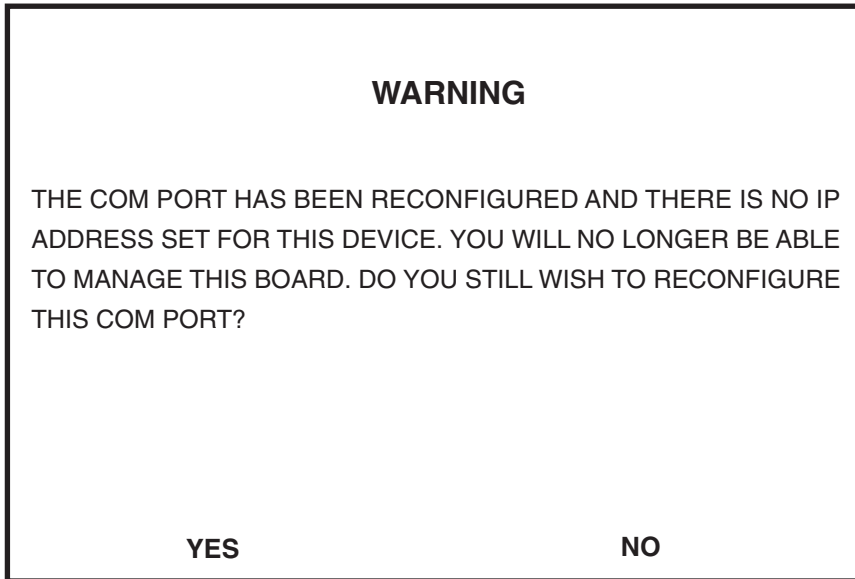 WARNING
THE COM PORT HAS BEEN RECONFIGURED AND THERE IS NO IP
ADDRESS SET FOR THIS DEVICE. YOU WILL NO LONGER BE ABLE
TO MANAGE THIS BOARD. DO YOU STILL WISH TO RECONFIGURE
THIS COM PORT?
YES NO